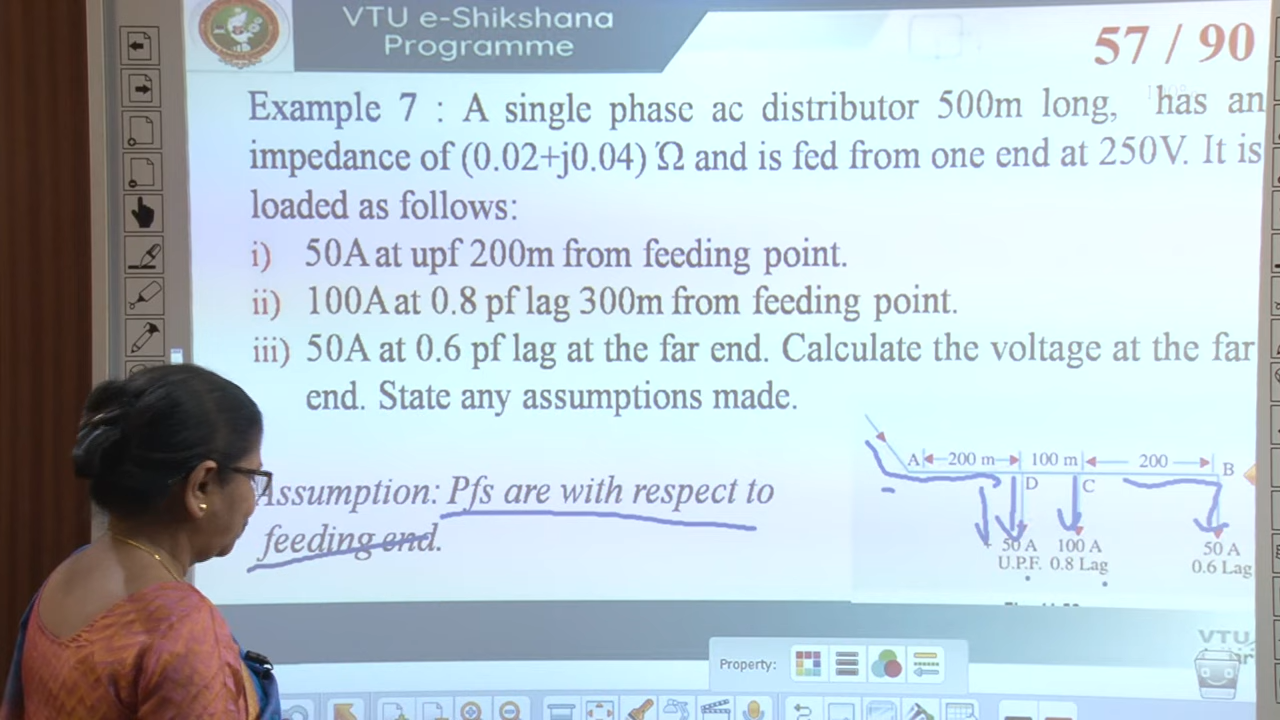 VTU e-Shikshana
Programme
57 / 90
Example 7 : A single phase ac distributor 500m long, has an
impedance of (0.02+j0.04) Ω and is fed from one end at 250V. It is
loaded as follows:
i) 50A at upf 200m from feeding point.
ii) 100A at 0.8 pf lag 300m from feeding point.
iii) 50A at 0.6 pf lag at the far end. Calculate the voltage at the far
end. State any assumptions made.
A 200 m 100 m 200 B
D C
Assumption: Pfs are with respect to
feeding end.
50 A 100 A 50 A
U.P.F. 0.8 Lag 0.6 Lag
VTU
Property: